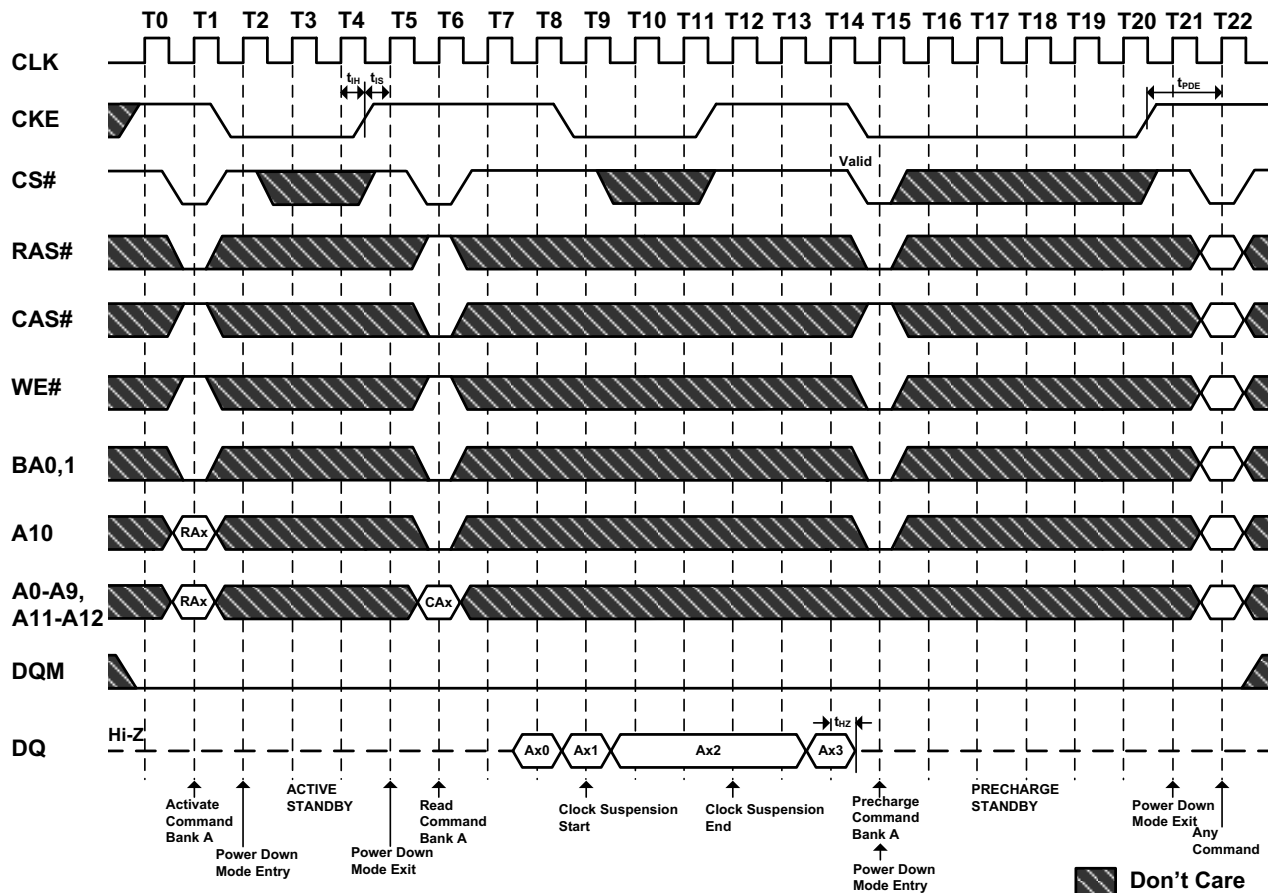 T0 T1 T2 T3 T4 T5 T6 T7 T8 T9 T10 T11 T12 T13 T14 T15 T16 T17 T18 T19 T20 T21 T22
CLK
tIH tIS
tPDE
CKE
Valid
CS#
RAS#
CAS#
WE#
BA0,1
A10
RAx
A0-A9,
A11-A12
RAx
CAx
DQM
Hi-Z
tHZ
DQ
Ax0 Ax1 Ax2 Ax3
Activate
Command
Bank A
Power Down
Mode Entry
ACTIVE
STANDBY
Power Down
Mode Exit
Read
Command
Bank A
Clock Suspension
Start
Clock Suspension
End
Precharge
Command
Bank A
Power Down
Mode Entry
PRECHARGE
STANDBY
Power Down
Mode Exit
Any
Command
Don't Care